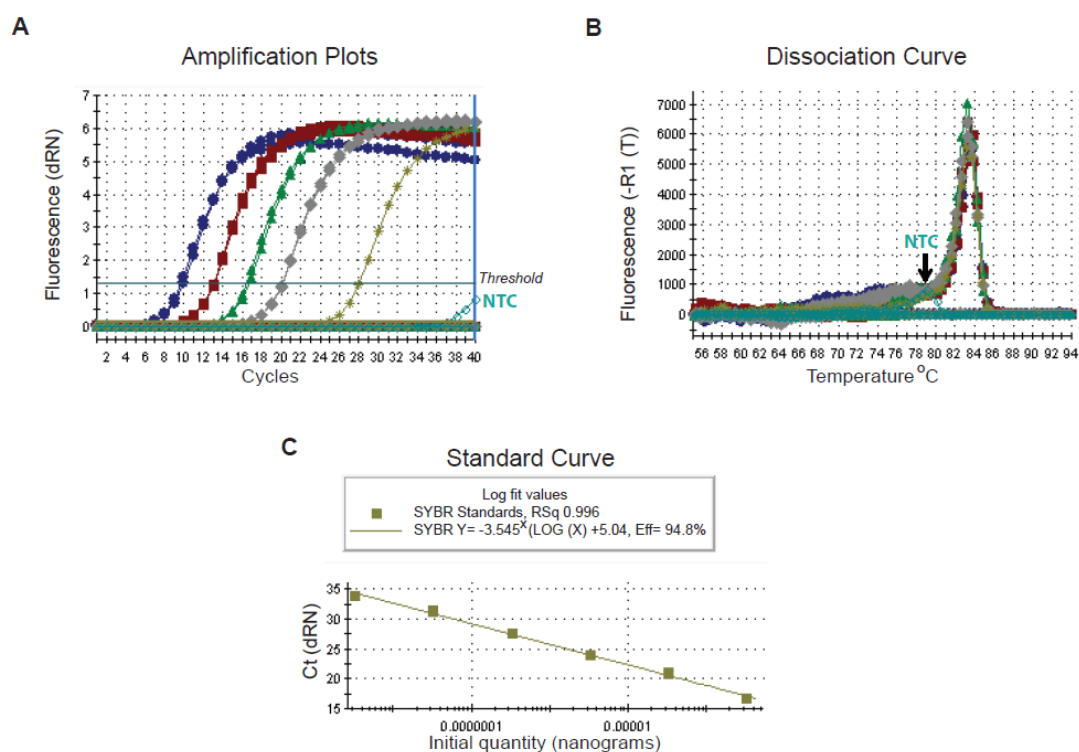 A
Amplification Plots
Fluorescence (dRN)
7
6
5
4
3
2
1
0
Threshold
NTC
2 4 6 8 10 12 14 16 18 20 22 24 26 28 30 32 34 36 38 40
Cycles
B
Dissociation Curve
Fluorescence (-R1 (T))
7000
6000
5000
4000
3000
2000
1000
0
NTC
56 58 60 62 64 66 68 70 72 74 76 78 80 82 84 86 88 90 92 94
Temperature °C
C
Standard Curve
Log fit values
SYBR Standards, RSq 0.996
SYBR Y= -3.545x(LOG (X) +5.04, Eff= 94.8%
Ct (dRN)
35
30
25
20
15
0.0000001 0.00001
Initial quantity (nanograms)